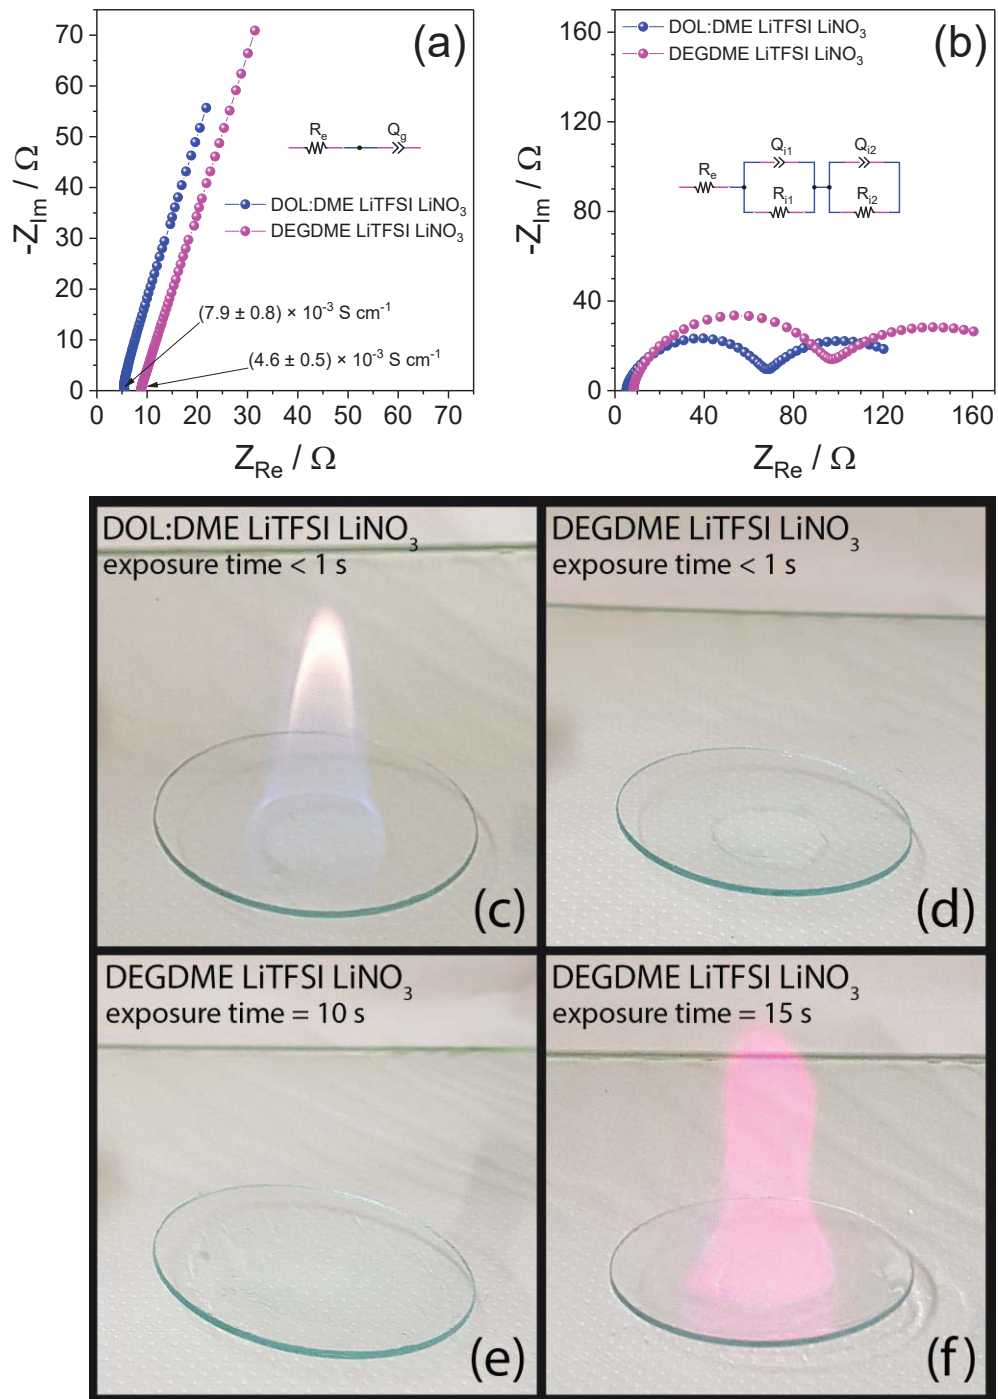 (a)
70
60
50
40
30
20
10
0
-Z_Im / Ω
R_e Q_g
DOL:DME LiTFSI LiNO₃
DEGDME LiTFSI LiNO₃
(7.9 ± 0.8) × 10⁻³ S cm⁻¹
(4.6 ± 0.5) × 10⁻³ S cm⁻¹
0 10 20 30 40 50 60 70
Z_Re / Ω
DOL:DME LiTFSI LiNO₃
DEGDME LiTFSI LiNO₃
(b)
160
120
80
40
0
-Z_Im / Ω
Q_i1 Q_i2
R_e
R_i1 R_i2
0 40 80 120 160
Z_Re / Ω
DOL:DME LiTFSI LiNO₃
exposure time < 1 s
(c)
DEGDME LiTFSI LiNO₃
exposure time < 1 s
(d)
DEGDME LiTFSI LiNO₃
exposure time = 10 s
(e)
DEGDME LiTFSI LiNO₃
exposure time = 15 s
(f)